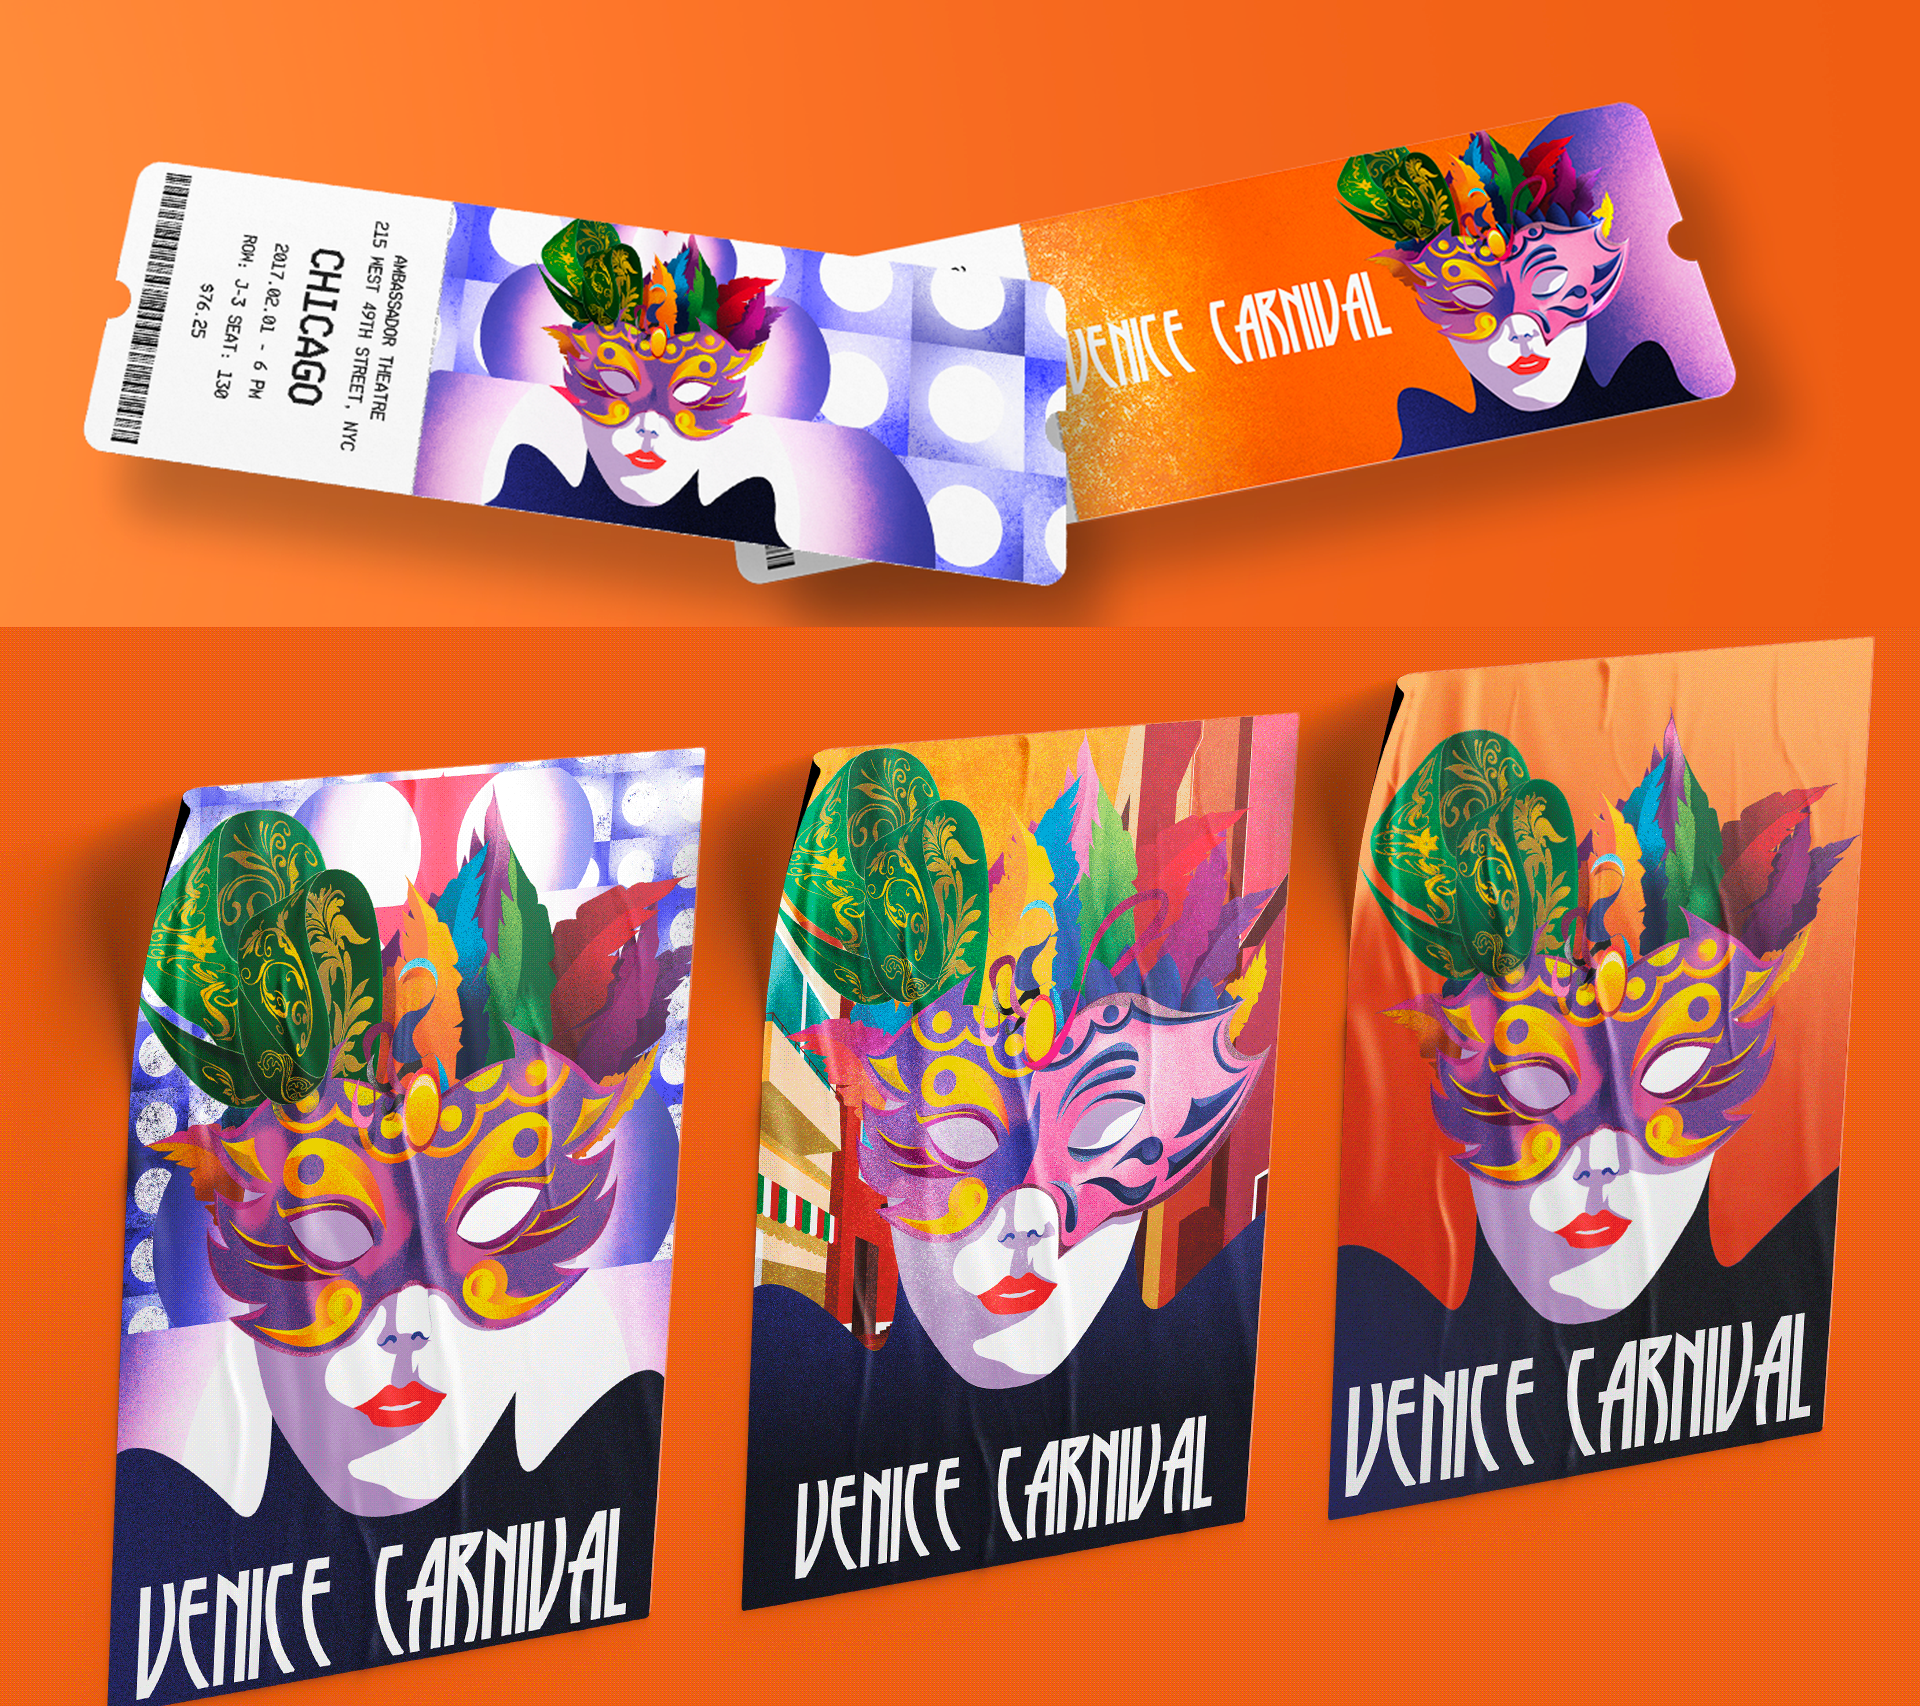 AMBASSADOR THEATRE
215 WEST 49TH STREET, NYC
CHICAGO
2017.02.01 - 6 PM
ROW: J-3 SEAT: 130
$76.25
VENICE CARNIVAL
VENICE CARNIVAL
VENICE CARNIVAL
VENICE CARNIVAL